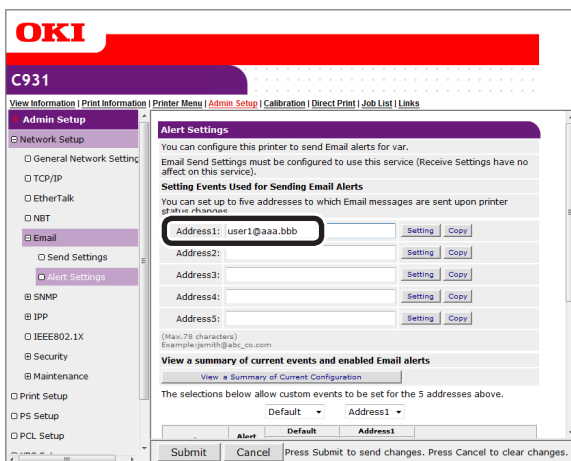 OKI
C931
View Information | Print Information | Printer Menu | Admin Setup | Calibration | Direct Print | Job List | Links
Admin Setup
Network Setup
General Network Setting
TCP/IP
EtherTalk
NBT
Email
Send Settings
Alert Settings
SNMP
IPP
IEEE802.1X
Security
Maintenance
Print Setup
PS Setup
PCL Setup
Alert Settings
You can configure this printer to send Email alerts for var.
Email Send Settings must be configured to use this service (Receive Settings have no
affect on this service).
Setting Events Used for Sending Email Alerts
You can set up to five addresses to which Email messages are sent upon printer
status changes
Address1: user1@aaa.bbb Setting Copy
Address2: Setting Copy
Address3: Setting Copy
Address4: Setting Copy
Address5: Setting Copy
(Max.78 characters)
Example:jsmith@abc_co.com
View a summary of current events and enabled Email alerts
View a Summary of Current Configuration
The selections below allow custom events to be set for the 5 addresses above.
Default Address1
Alert Default Address1
Submit Cancel Press Submit to send changes. Press Cancel to clear changes.